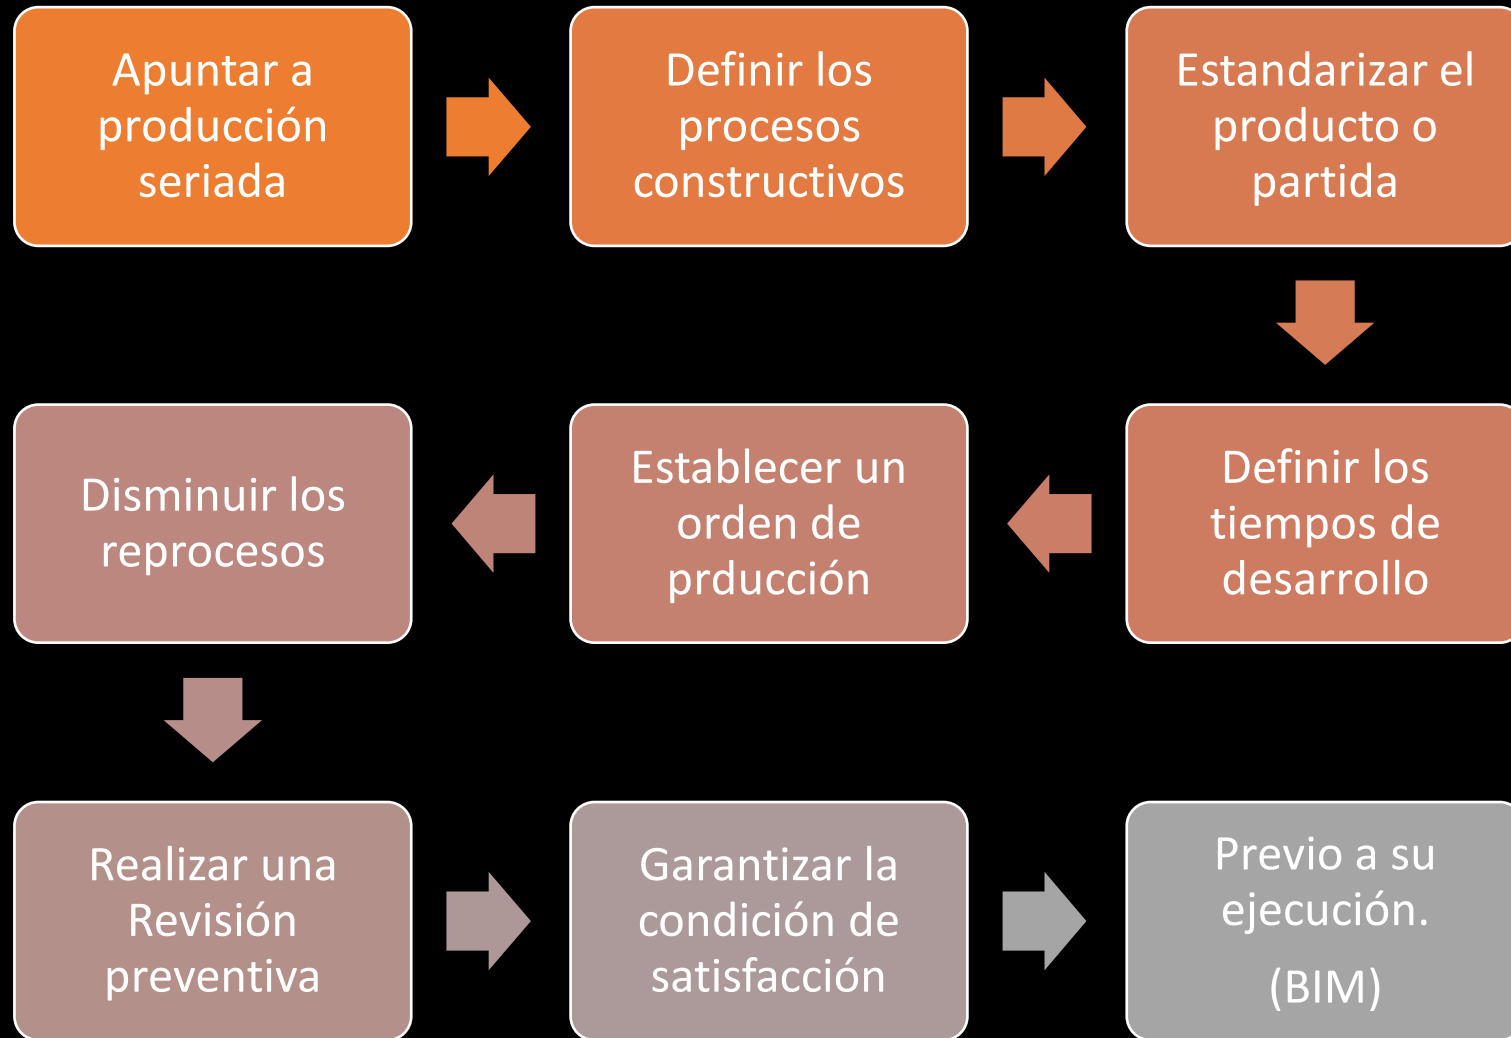 Apuntar a
producción
seriada
Definir los
procesos
constructivos
Estandarizar el
producto o
partida
Definir los
tiempos de
desarrollo
Establecer un
orden de
prducción
Disminuir los
reprocesos
Realizar una
Revisión
preventiva
Garantizar la
condición de
satisfacción
Previo a su
ejecución.
(BIM)